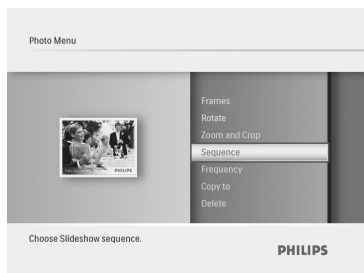 Photo Menu
Frames
Rotate
Zoom and Crop
Sequence
Frequency
Copy to
Delete
PHILIPS
Choose Slideshow sequence.
PHILIPS